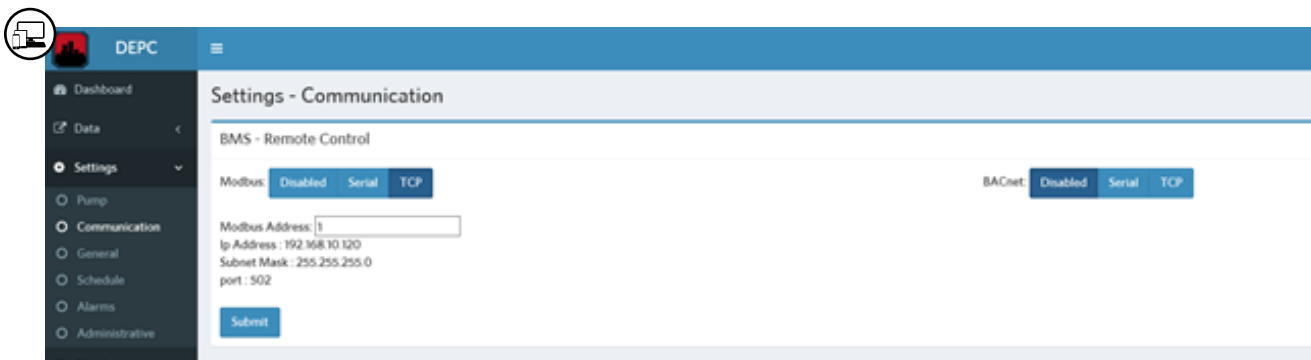 DEPC
Dashboard
Data
Settings
Pump
Communication
General
Schedule
Alarms
Administrative
Settings - Communication
BMS - Remote Control
Modbus: Disabled Serial TCP
BACnet: Disabled Serial TCP
Modbus Address: 1
Ip Address : 192.168.10.120
Subnet Mask : 255.255.255.0
port : 502
Submit